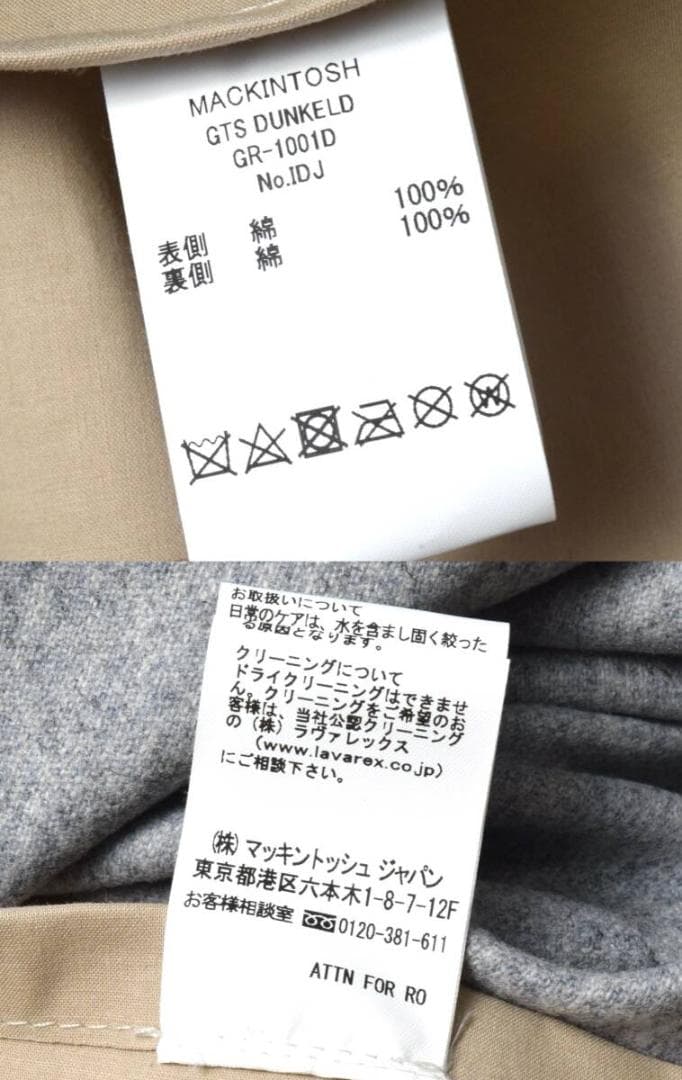 MACKINTOSH
GTS DUNKELD
GR-1001D
No.IDJ
表側 綿 100%
裏側 綿 100%
W
お取扱いについて
日常のケアは、水を含まし固く絞った
る原因となります。
クリーニングについて
ドライクリーニングはできませ
ん。クリーニングをご希望のお
客様は、当社公認クリーニング
の(株)ラヴァレックス
(www.lavarex.co.jp)
にご相談下さい。
(株)マッキントッシュ ジャパン
東京都港区六本木1-8-7-12F
お客様相談室 0120-381-611
ATTN FOR RO